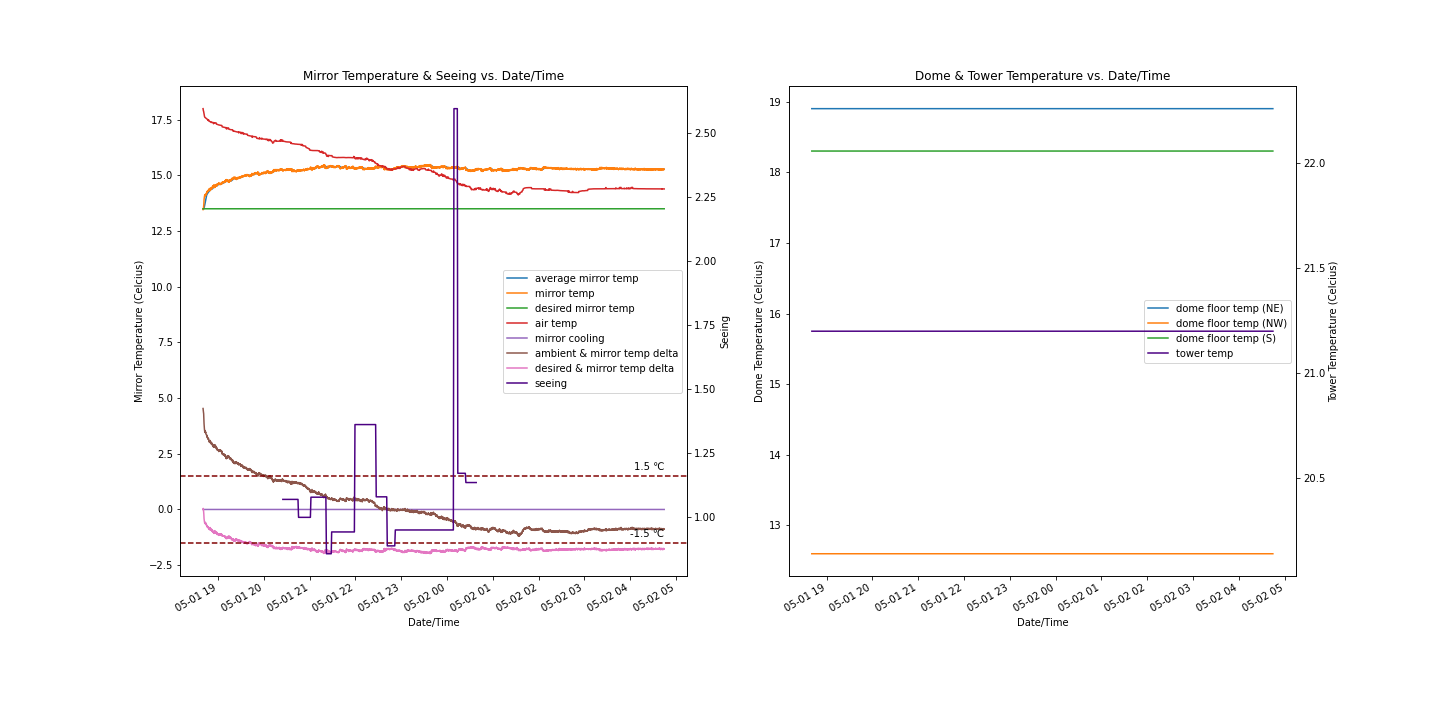 Mirror Temperature & Seeing vs. Date/Time
Mirror Temperature (Celcius)
17.5
15.0
12.5
10.0
7.5
5.0
2.5
0.0
−2.5
2.50
2.25
2.00
1.75
1.50
1.25
1.00
Seeing
average mirror temp
mirror temp
desired mirror temp
air temp
mirror cooling
ambient & mirror temp delta
desired & mirror temp delta
seeing
1.5 ℃
-1.5 ℃
05-01 19
05-01 20
05-01 21
05-01 22
05-01 23
05-02 00
05-02 01
05-02 02
05-02 03
05-02 04
05-02 05
Date/Time
Dome & Tower Temperature vs. Date/Time
Dome Temperature (Celcius)
19
18
17
16
15
14
13
22.0
21.5
21.0
20.5
Tower Temperature (Celcius)
dome floor temp (NE)
dome floor temp (NW)
dome floor temp (S)
tower temp
05-01 19
05-01 20
05-01 21
05-01 22
05-01 23
05-02 00
05-02 01
05-02 02
05-02 03
05-02 04
05-02 05
Date/Time